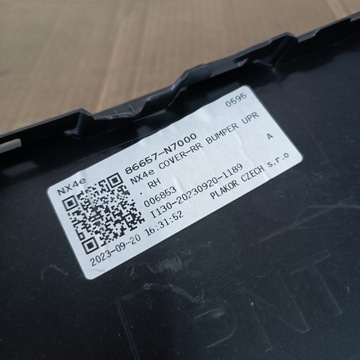 0595
NX4e
86657-N7000
NX4e COVER-RR BUMPER UPR
RH
A
006853
I130-20230920-1189
2023-09-20 16:31:52
PLAKOR CZECH s.r.o